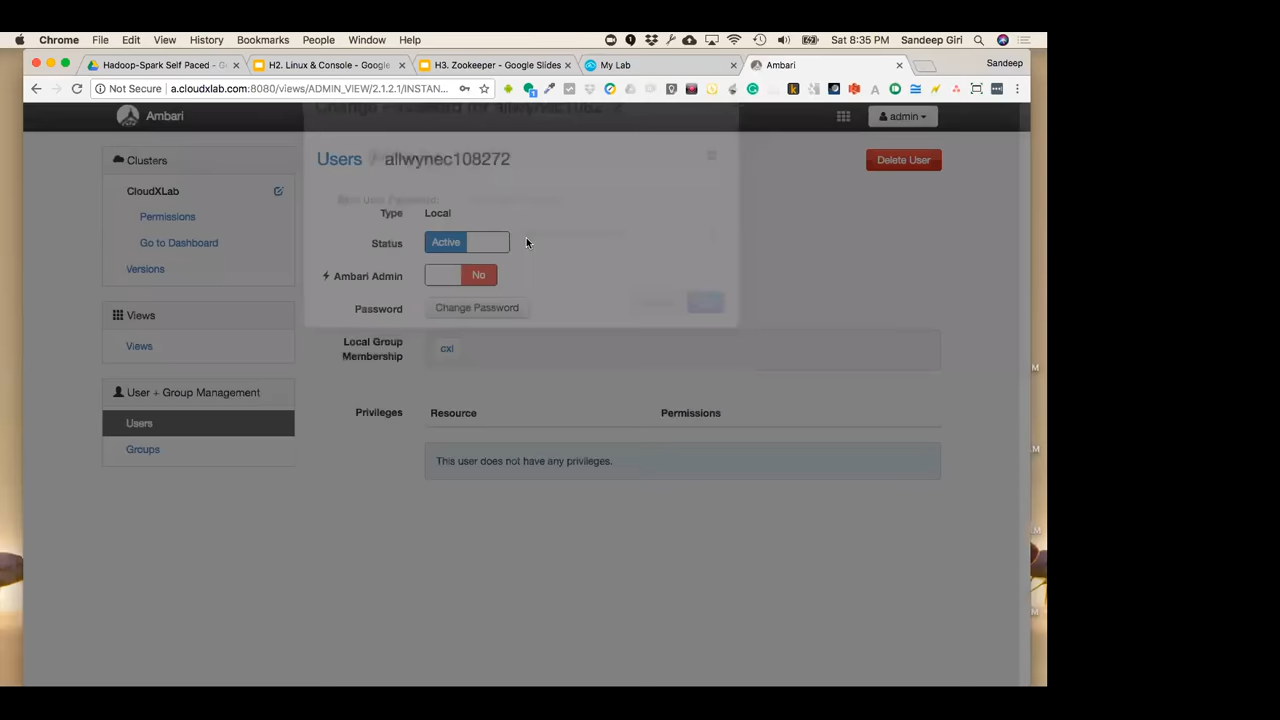 Chrome File Edit View History Bookmarks People Window Help Sat 8:35 PM Sandeep Giri
Hadoop-Spark Self Paced - G
H2. Linux & Console - Google
H3. Zookeeper - Google Slides
My Lab
Ambari
Sandeep
Not Secure a.cloudxlab.com:8080/views/ADMIN_VIEW/2.1.2.1/INSTAN...
Ambari
admin
Change Password for allwynec108272
Clusters
Users / allwynec108272
Delete User
CloudXLab
Permissions
Go to Dashboard
Versions
Type Local
Status Active
Ambari Admin No
Password Change Password
Views
Views
Local Group
Membership
cxl
User + Group Management
Users
Groups
Privileges Resource Permissions
This user does not have any privileges.